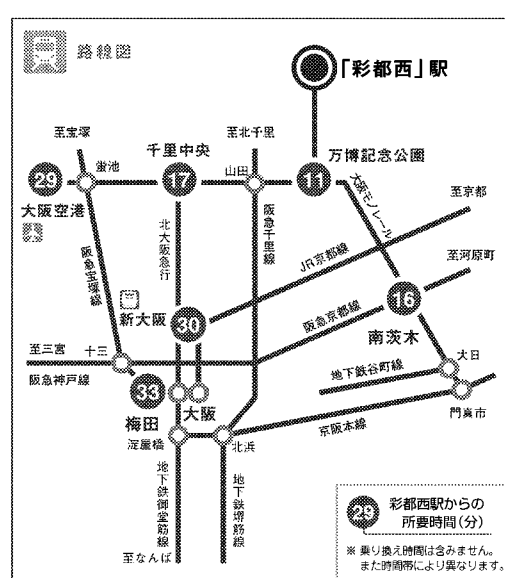 路線図
「彩都西」駅
至宝塚
千里中央
至北千里
万博記念公園
蛍池
山田
29
17
11
大阪空港
大阪モノレール
至京都
北大阪急行
阪急千里線
阪急宝塚線
JR京都線
至河原町
新大阪
30
阪急京都線
16
南茨木
至三宮
十三
大日
阪急神戸線
地下鉄谷町線
33
大阪
梅田
門真市
京阪本線
淀屋橋
北浜
地下鉄御堂筋線
地下鉄堺筋線
至なんば
29
彩都西駅からの
所要時間(分)
※ 乗り換え時間は含みません。
また時間帯により異なります。